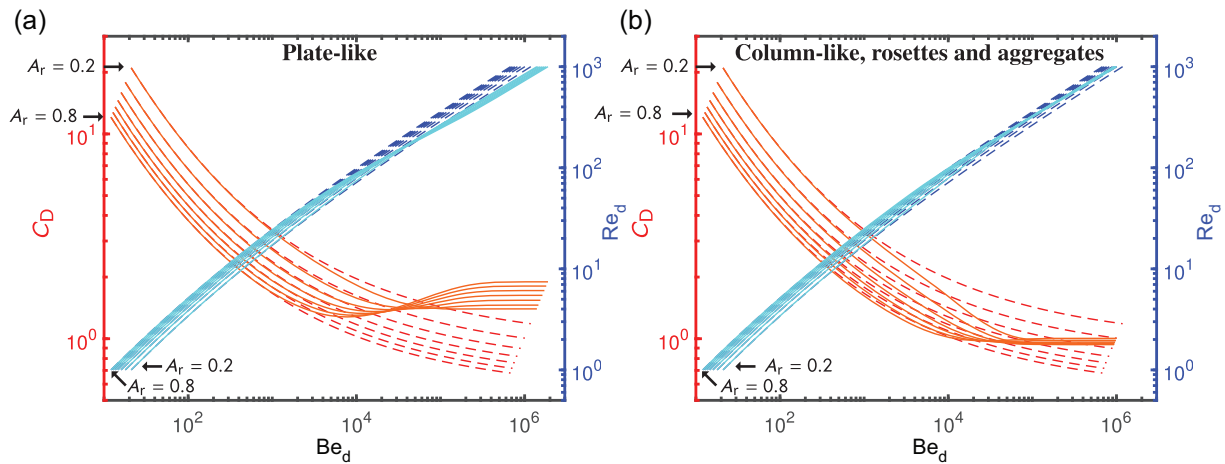 (a)
Plate-like
A_r = 0.2
A_r = 0.8
10^1
10^0
C_D
10^3
10^2
10^1
10^0
Re_d
A_r = 0.2
A_r = 0.8
10^2
10^4
10^6
Be_d
(b)
Column-like, rosettes and aggregates
A_r = 0.2
A_r = 0.8
10^1
10^0
C_D
10^3
10^2
10^1
10^0
Re_d
A_r = 0.2
A_r = 0.8
10^2
10^4
10^6
Be_d